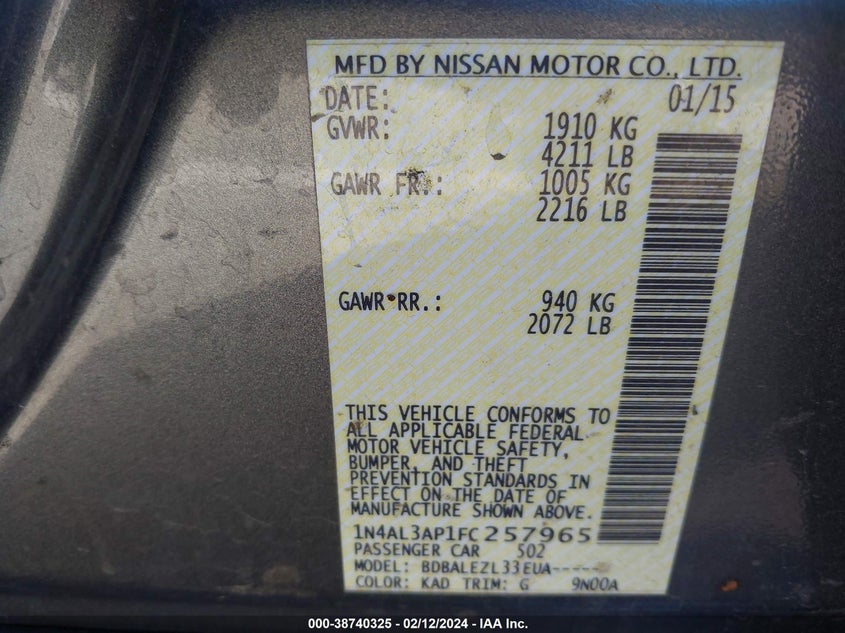 MFD BY NISSAN MOTOR CO., LTD.
DATE: 01/15
GVWR: 1910 KG
4211 LB
GAWR FR.: 1005 KG
2216 LB
GAWR RR.: 940 KG
2072 LB
THIS VEHICLE CONFORMS TO
ALL APPLICABLE FEDERAL
MOTOR VEHICLE SAFETY,
BUMPER, AND THEFT
PREVENTION STANDARDS IN
EFFECT ON THE DATE OF
MANUFACTURE SHOWN ABOVE.
1N4AL3AP1FC257965
PASSENGER CAR 502
MODEL: BDBALEZL33EUA-----
COLOR: KAD TRIM: G 9N00A
000-38740325 - 02/12/2024 - IAA Inc.